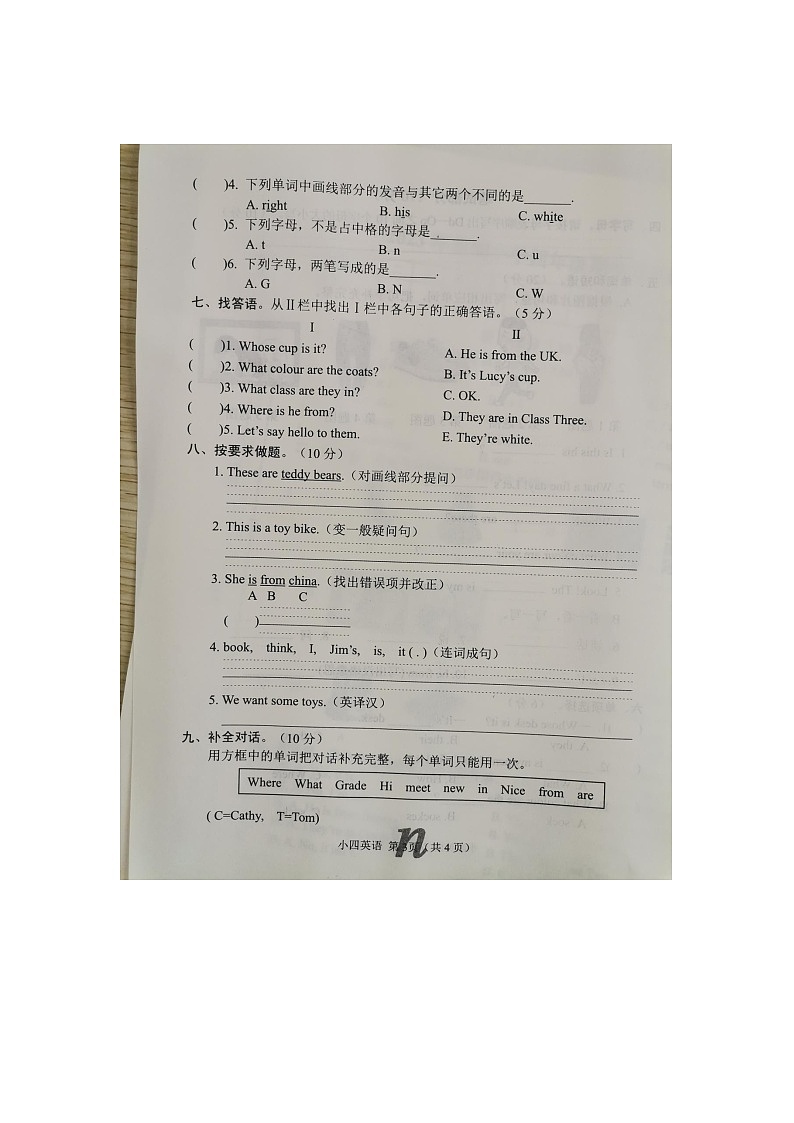 (  )4. 下列单词中画线部分的发音与其它两个不同的是______.
A. right B. his C. white
(  )5. 下列字母，不是占中格的字母是______.
A. t B. n C. u
(  )6. 下列字母，两笔写成的是______.
A. G B. N C. W
七、找答语。从Ⅱ栏中找出Ⅰ栏中各句子的正确答语。（5 分）
I II
(  )1. Whose cup is it? A. He is from the UK.
(  )2. What colour are the coats? B. It's Lucy's cup.
(  )3. What class are they in? C. OK.
(  )4. Where is he from? D. They are in Class Three.
(  )5. Let's say hello to them. E. They're white.
八、按要求做题。（10 分）
1. These are teddy bears.（对画线部分提问）
2. This is a toy bike.（变一般疑问句）
3. She is from china.（找出错误项并改正）
A B C
(  )
4. book, think, I, Jim's, is, it ( . )（连词成句）
5. We want some toys.（英译汉）
九、补全对话。（10 分）
用方框中的单词把对话补充完整，每个单词只能用一次。
Where What Grade Hi meet new in Nice from are
( C=Cathy, T=Tom)
小四英语 第3页（共 4 页）
n